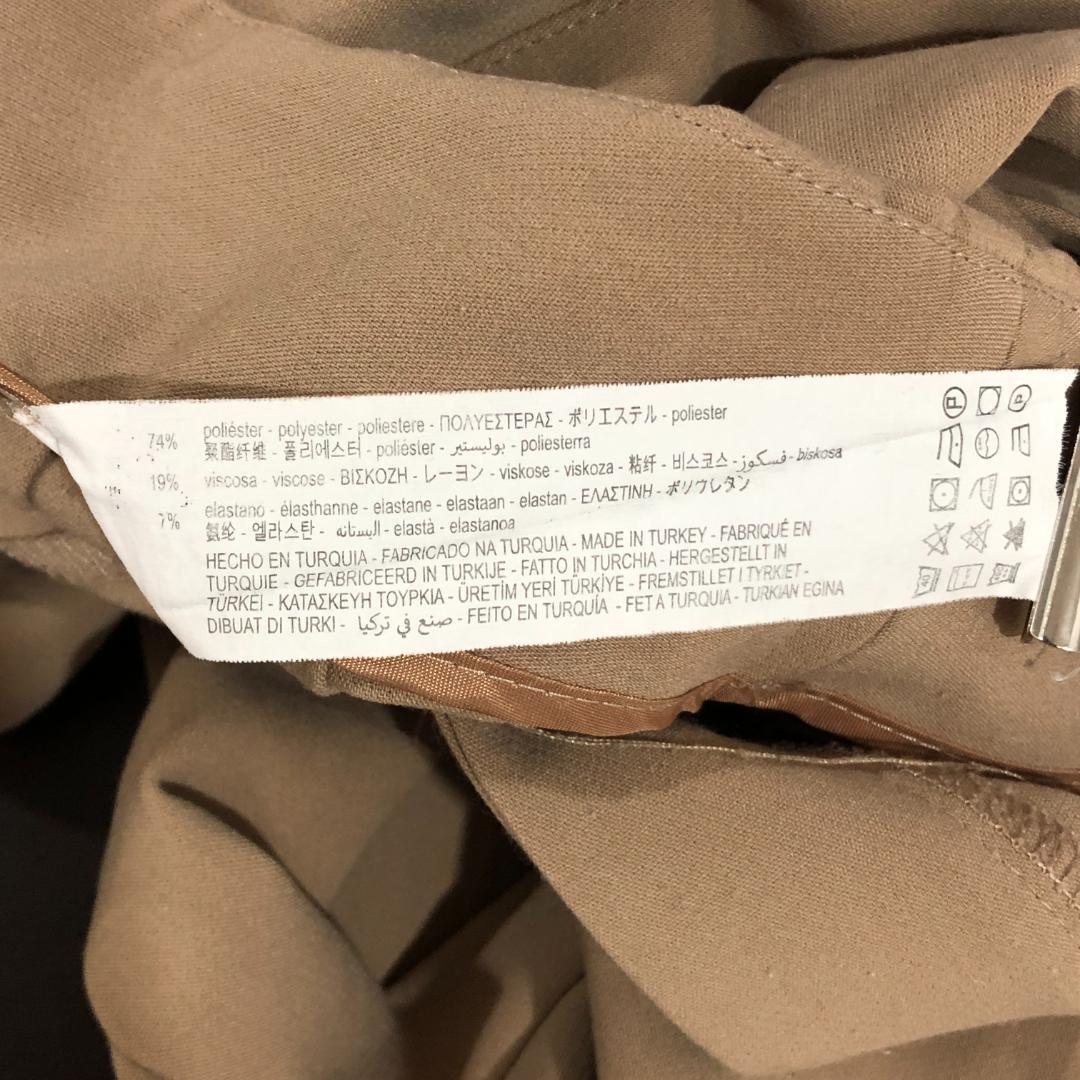 74% poliéster - polyester - poliestere - ΠΟΛΥΕΣΤΕΡΑΣ - ポリエステル - poliester
聚酯纤维 - 폴리에스터 - poliésler - بوليستير - poliesterra
19% viscosa - viscose - ΒΙΣΚΟΖΗ - レーヨン - viskose - viskoza - 粘纤 - 비스코스 - فسكوز - biskosa
7% elastano - élasthanne - elastane - elastaan - elastan - ΕΛΑΣΤΙΝΗ - ポリウレタン
氨纶 - 엘라스탄 - اليستانه - elastà - elastanoa
HECHO EN TURQUIA - FABRICADO NA TURQUIA - MADE IN TURKEY - FABRIQUÉ EN
TURQUIE - GEFABRICEERD IN TURKIJE - FATTO IN TURCHIA - HERGESTELLT IN
TÜRKEI - ΚΑΤΑΣΚΕΥΗ ΤΟΥΡΚΙΑ - ÜRETİM YERİ TÜRKİYE - FREMSTILLET I TYRKIET -
DIBUAT DI TURKI - صنع في تركيا - FEITO EN TURQUÍA - FET A TURQUIA - TURKIAN EGINA